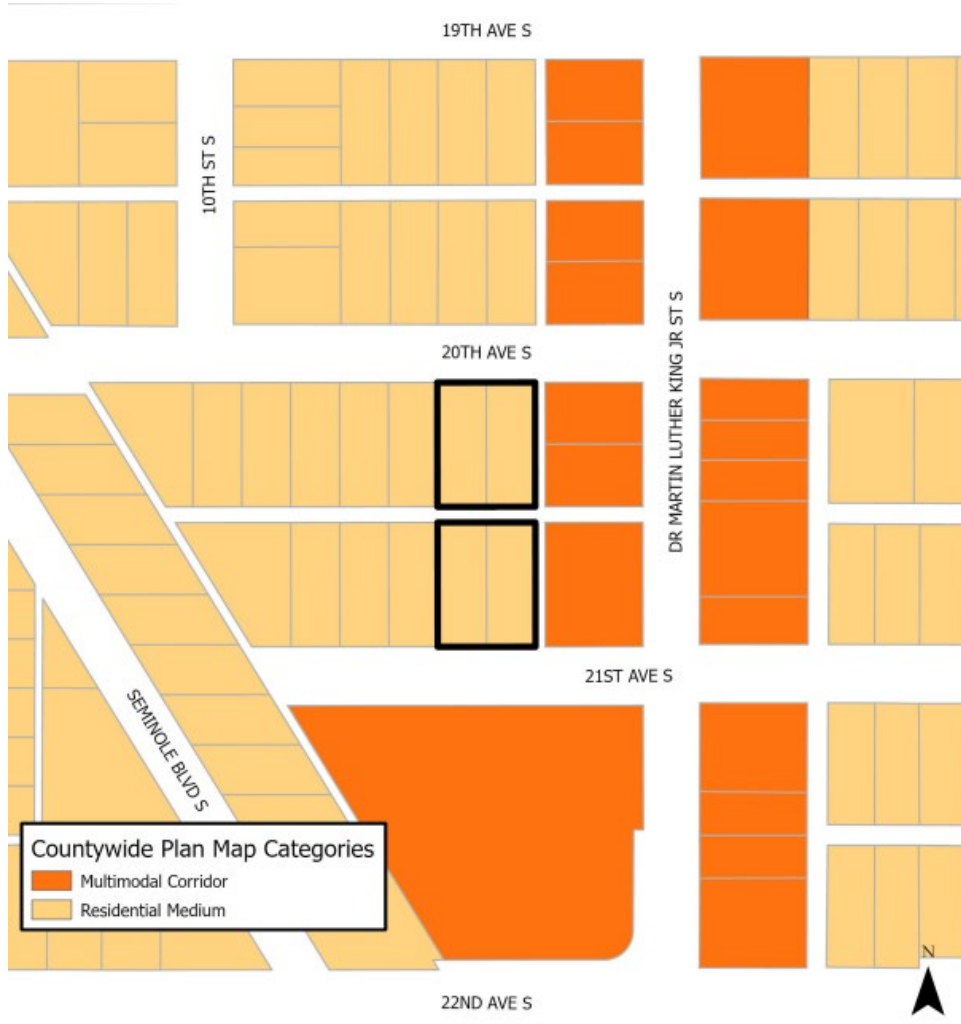 19TH AVE S
10TH ST S
20TH AVE S
DR MARTIN LUTHER KING JR ST S
21ST AVE S
SEMINOLE BLVD S
Countywide Plan Map Categories
Multimodal Corridor
Residential Medium
N
22ND AVE S